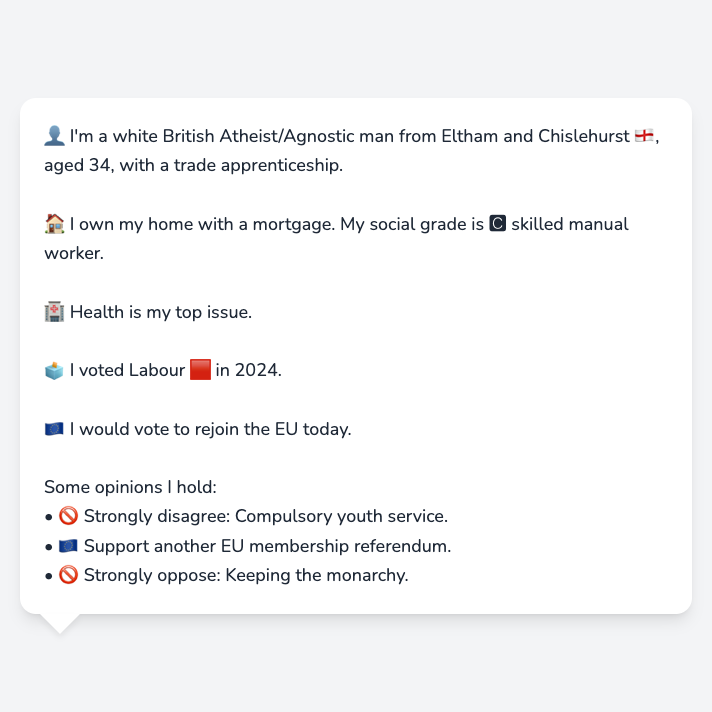 👤 I'm a white British Atheist/Agnostic man from Eltham and Chislehurst 🏴󠁧󠁢󠁥󠁮󠁧󠁿,
aged 34, with a trade apprenticeship.
🏠 I own my home with a mortgage. My social grade is 🅲 skilled manual
worker.
🏥 Health is my top issue.
🗳️ I voted Labour 🟥 in 2024.
🇪🇺 I would vote to rejoin the EU today.
Some opinions I hold:
• 🚫 Strongly disagree: Compulsory youth service.
• 🇪🇺 Support another EU membership referendum.
• 🚫 Strongly oppose: Keeping the monarchy.